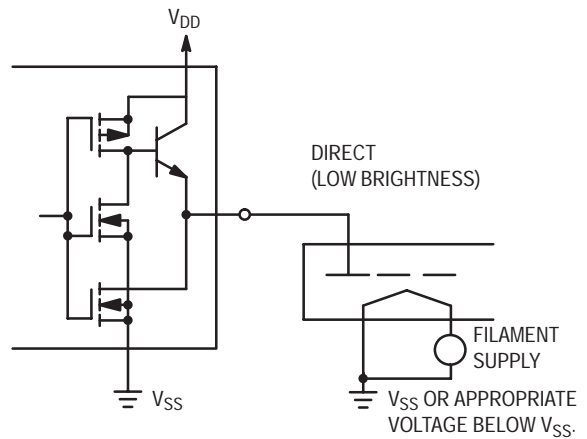 VDD
DIRECT
(LOW BRIGHTNESS)
FILAMENT
SUPPLY
VSS
VSS OR APPROPRIATE
VOLTAGE BELOW VSS.